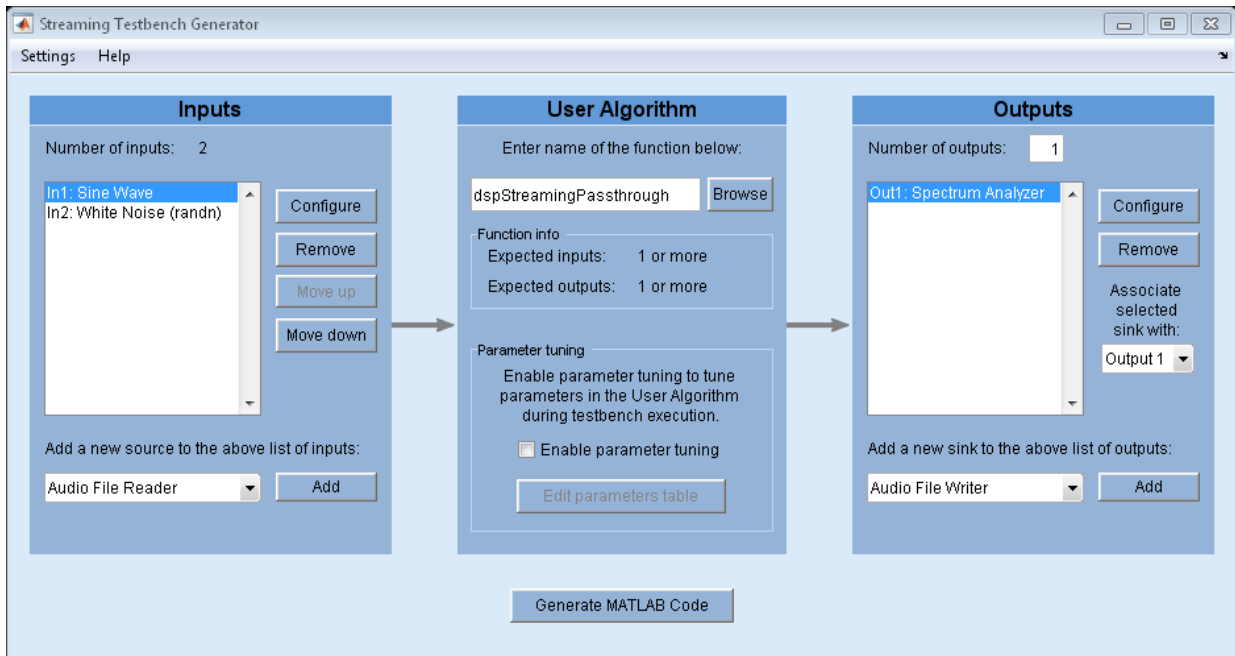 Streaming Testbench Generator
Settings Help
Inputs
Number of inputs: 2
In1: Sine Wave
In2: White Noise (randn)
Configure
Remove
Move up
Move down
Add a new source to the above list of inputs:
Audio File Reader
Add
User Algorithm
Enter name of the function below:
dspStreamingPassthrough
Browse
Function info
Expected inputs: 1 or more
Expected outputs: 1 or more
Parameter tuning
Enable parameter tuning to tune
parameters in the User Algorithm
during testbench execution.
Enable parameter tuning
Edit parameters table
Outputs
Number of outputs: 1
Out1: Spectrum Analyzer
Configure
Remove
Associate
selected
sink with:
Output 1
Add a new sink to the above list of outputs:
Audio File Writer
Add
Generate MATLAB Code